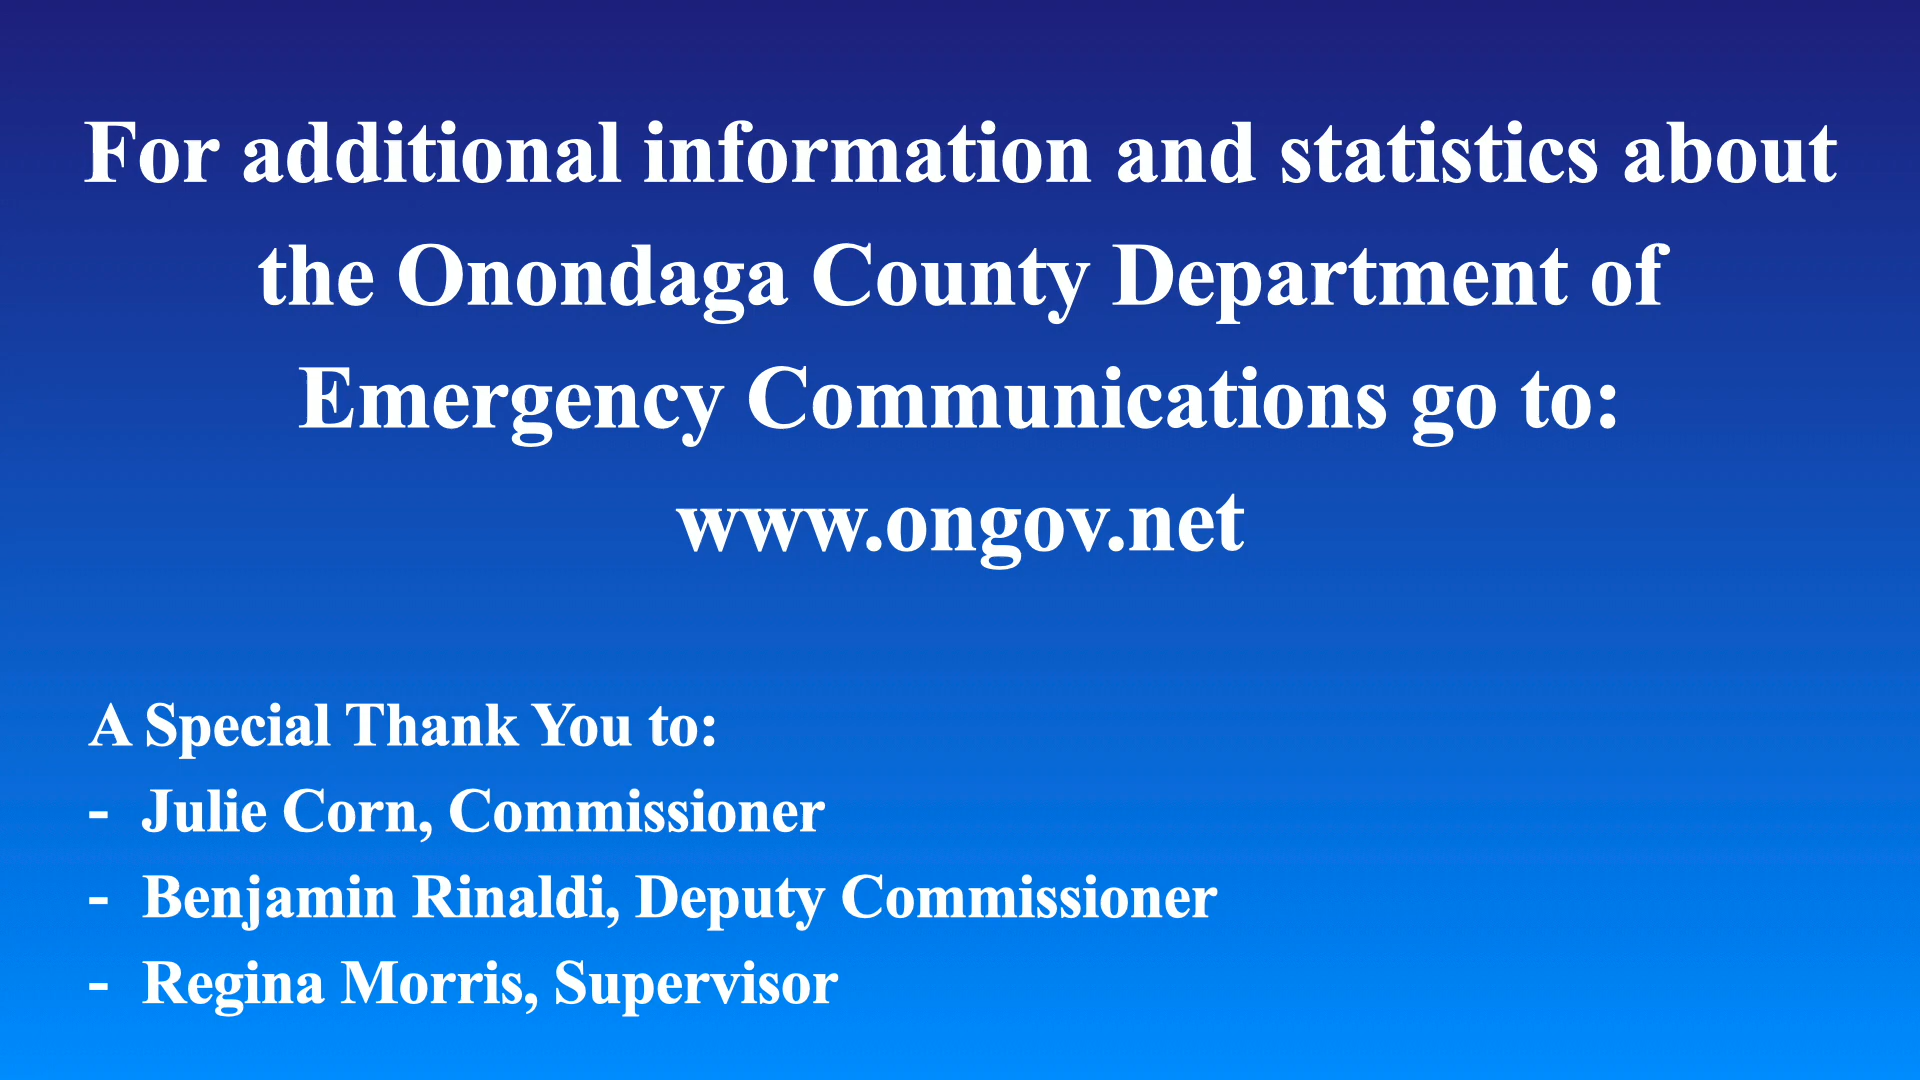 For additional information and statistics about
the Onondaga County Department of
Emergency Communications go to:
www.ongov.net
A Special Thank You to:
- Julie Corn, Commissioner
- Benjamin Rinaldi, Deputy Commissioner
- Regina Morris, Supervisor